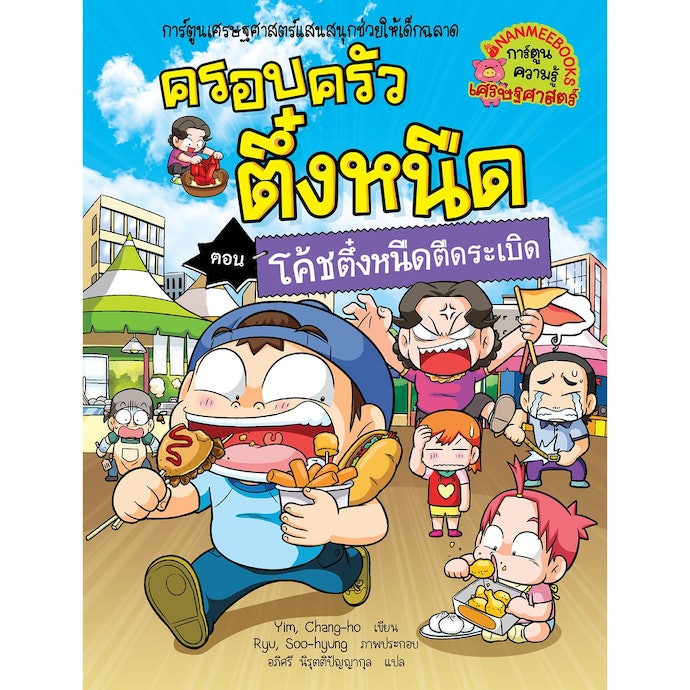 การ์ตูนเศรษฐศาสตร์แสนสนุกช่วยให้เด็กฉลาด
NANMEEBOOKS
การ์ตูน
ความรู้
เศรษฐศาสตร์
ครอบครัว
ตึ๋งหนืด
ตอน
โค้ชตึ๋งหนืดตืดระเบิด
Yim, Chang-ho เขียน
Ryu, Soo-hyung ภาพประกอบ
อภิศรี นิรุตติปัญญากุล แปล